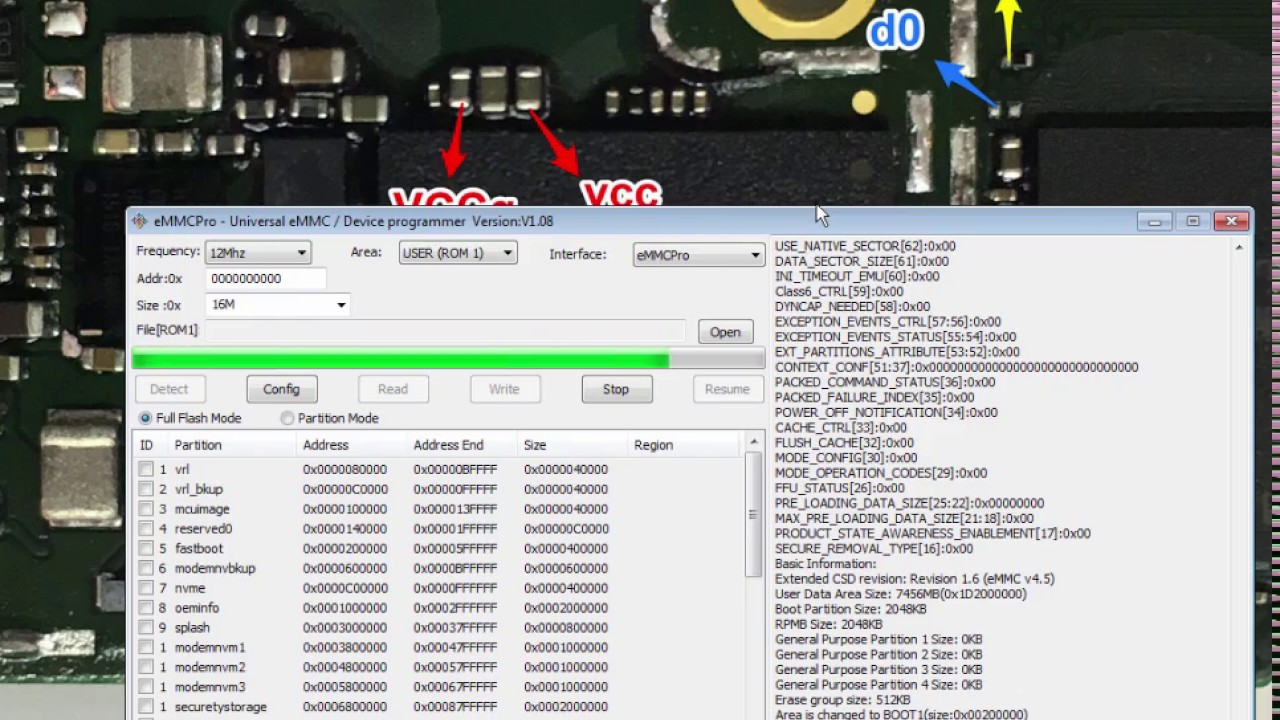 d0
VCCq
vcc
eMMCPro - Universal eMMC / Device programmer Version:V1.08
Frequency: 12Mhz Area: USER (ROM 1) Interface: eMMCPro
Addr:0x 0000000000
Size :0x 16M
File[ROM1] Open
Detect Config Read Write Stop Resume
Full Flash Mode Partition Mode
ID Partition Address Address End Size Region
1 vrl 0x0000080000 0x00000BFFFF 0x0000040000
2 vrl_bkup 0x00000C0000 0x00000FFFFF 0x0000040000
3 mcuimage 0x0000100000 0x000013FFFF 0x0000040000
4 reserved0 0x0000140000 0x00001FFFFF 0x00000C0000
5 fastboot 0x0000200000 0x00005FFFFF 0x0000400000
6 modemnvbkup 0x0000600000 0x0000BFFFFF 0x0000600000
7 nvme 0x0000C00000 0x0000FFFFFF 0x0000400000
8 oeminfo 0x0001000000 0x0002FFFFFF 0x0002000000
9 splash 0x0003000000 0x00037FFFFF 0x0000800000
1 modemnvm1 0x0003800000 0x00047FFFFF 0x0001000000
1 modemnvm2 0x0004800000 0x00057FFFFF 0x0001000000
1 modemnvm3 0x0005800000 0x00067FFFFF 0x0001000000
1 securetystorage 0x0006800000 0x00087FFFFF 0x0002000000
USE_NATIVE_SECTOR[62]:0x00
DATA_SECTOR_SIZE[61]:0x00
INI_TIMEOUT_EMU[60]:0x00
Class6_CTRL[59]:0x00
DYNCAP_NEEDED[58]:0x00
EXCEPTION_EVENTS_CTRL[57:56]:0x00
EXCEPTION_EVENTS_STATUS[55:54]:0x00
EXT_PARTITIONS_ATTRIBUTE[53:52]:0x00
CONTEXT_CONF[51:37]:0x000000000000000000000000000000
PACKED_COMMAND_STATUS[36]:0x00
PACKED_FAILURE_INDEX[35]:0x00
POWER_OFF_NOTIFICATION[34]:0x00
CACHE_CTRL[33]:0x00
FLUSH_CACHE[32]:0x00
MODE_CONFIG[30]:0x00
MODE_OPERATION_CODES[29]:0x00
FFU_STATUS[26]:0x00
PRE_LOADING_DATA_SIZE[25:22]:0x00000000
MAX_PRE_LOADING_DATA_SIZE[21:18]:0x00
PRODUCT_STATE_AWARENESS_ENABLEMENT[17]:0x00
SECURE_REMOVAL_TYPE[16]:0x00
Basic Information:
Extended CSD revision: Revision 1.6 (eMMC v4.5)
User Data Area Size: 7456MB(0x1D2000000)
Boot Partition Size: 2048KB
RPMB Size: 2048KB
General Purpose Partition 1 Size: 0KB
General Purpose Partition 2 Size: 0KB
General Purpose Partition 3 Size: 0KB
General Purpose Partition 4 Size: 0KB
Erase group size: 512KB
Area is changed to BOOT1(size:0x00200000)